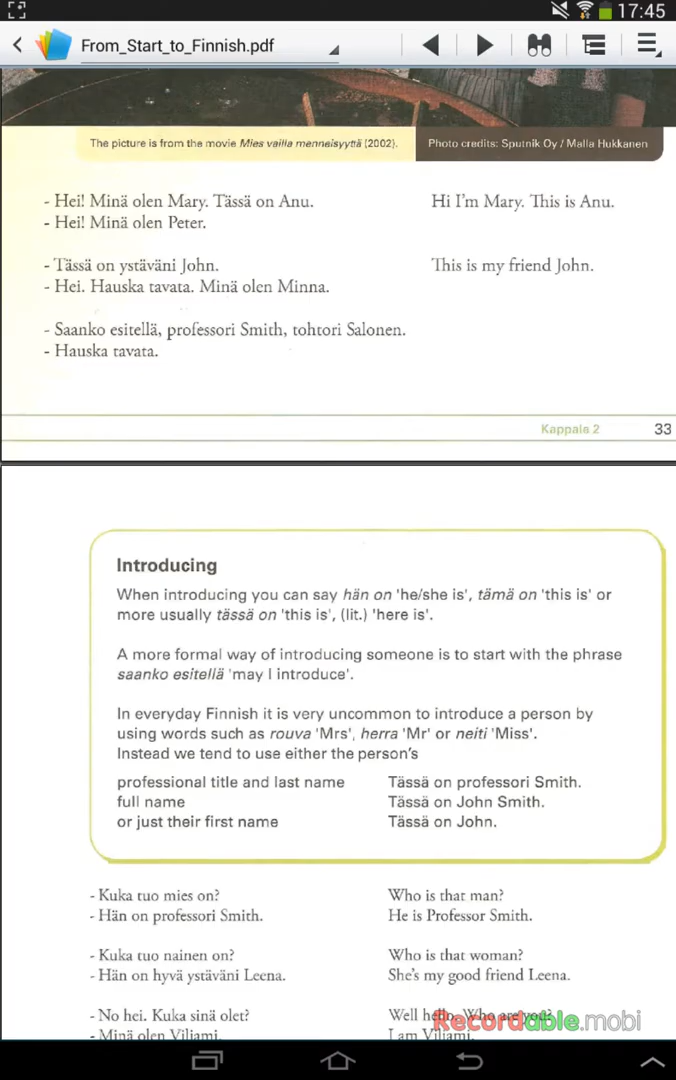 17:45
From_Start_to_Finnish.pdf
The picture is from the movie Mies vailla menneisyyttä (2002). Photo credits: Sputnik Oy / Malla Hukkanen
- Hei! Minä olen Mary. Tässä on Anu. Hi I'm Mary. This is Anu.
- Hei! Minä olen Peter.
- Tässä on ystäväni John. This is my friend John.
- Hei. Hauska tavata. Minä olen Minna.
- Saanko esitellä, professori Smith, tohtori Salonen.
- Hauska tavata.
Kappale 2 33
Introducing
When introducing you can say hän on 'he/she is', tämä on 'this is' or
more usually tässä on 'this is', (lit.) 'here is'.
A more formal way of introducing someone is to start with the phrase
saanko esitellä 'may I introduce'.
In everyday Finnish it is very uncommon to introduce a person by
using words such as rouva 'Mrs', herra 'Mr' or neiti 'Miss'.
Instead we tend to use either the person's
professional title and last name Tässä on professori Smith.
full name Tässä on John Smith.
or just their first name Tässä on John.
- Kuka tuo mies on? Who is that man?
- Hän on professori Smith. He is Professor Smith.
- Kuka tuo nainen on? Who is that woman?
- Hän on hyvä ystäväni Leena. She's my good friend Leena.
- No hei. Kuka sinä olet? Well hello. Who are you?
Recordable.mobi
- Minä olen Viljami. I am Viljami.